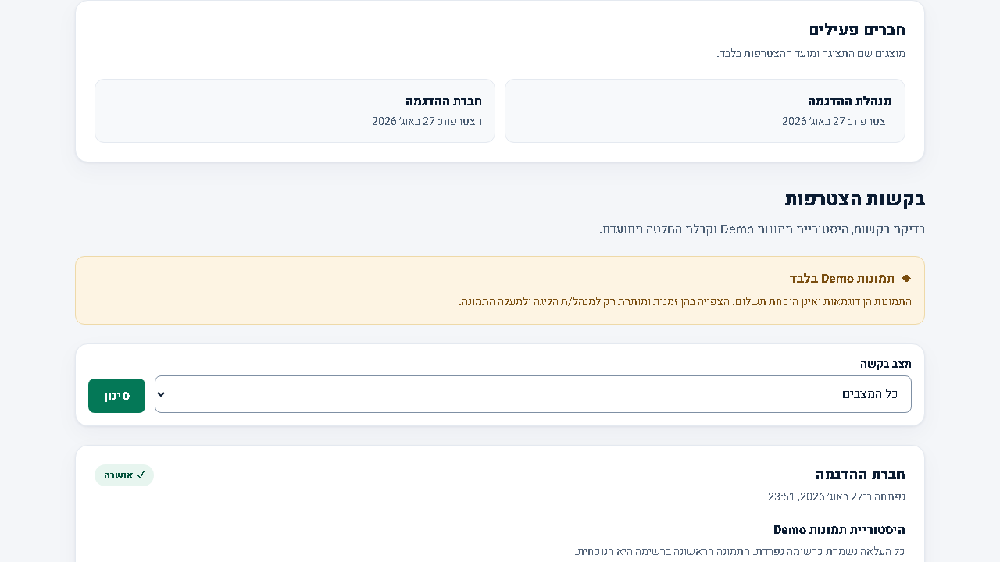 חברים פעילים
מוצגים שם התצוגה ומועד ההצטרפות בלבד.
מנהלת ההדגמה
הצטרפות: 27 באוג׳ 2026
חברת ההדגמה
הצטרפות: 27 באוג׳ 2026
בקשות הצטרפות
בדיקת בקשות, היסטוריית תמונות Demo וקבלת החלטה מתועדת.
◆ תמונות Demo בלבד
התמונות הן דוגמאות ואינן הוכחת תשלום. הצפייה בהן זמנית ומותרת רק למנהל/ת הליגה ולמעלה התמונה.
מצב בקשה
כל המצבים
סינון
חברת ההדגמה
✓ אושרה
נפתחה ב־27 באוג׳ 2026, 23:51
היסטוריית תמונות Demo
כל העלאה נשמרת כרשומה נפרדת. התמונה הראשונה ברשימה היא הנוכחית.